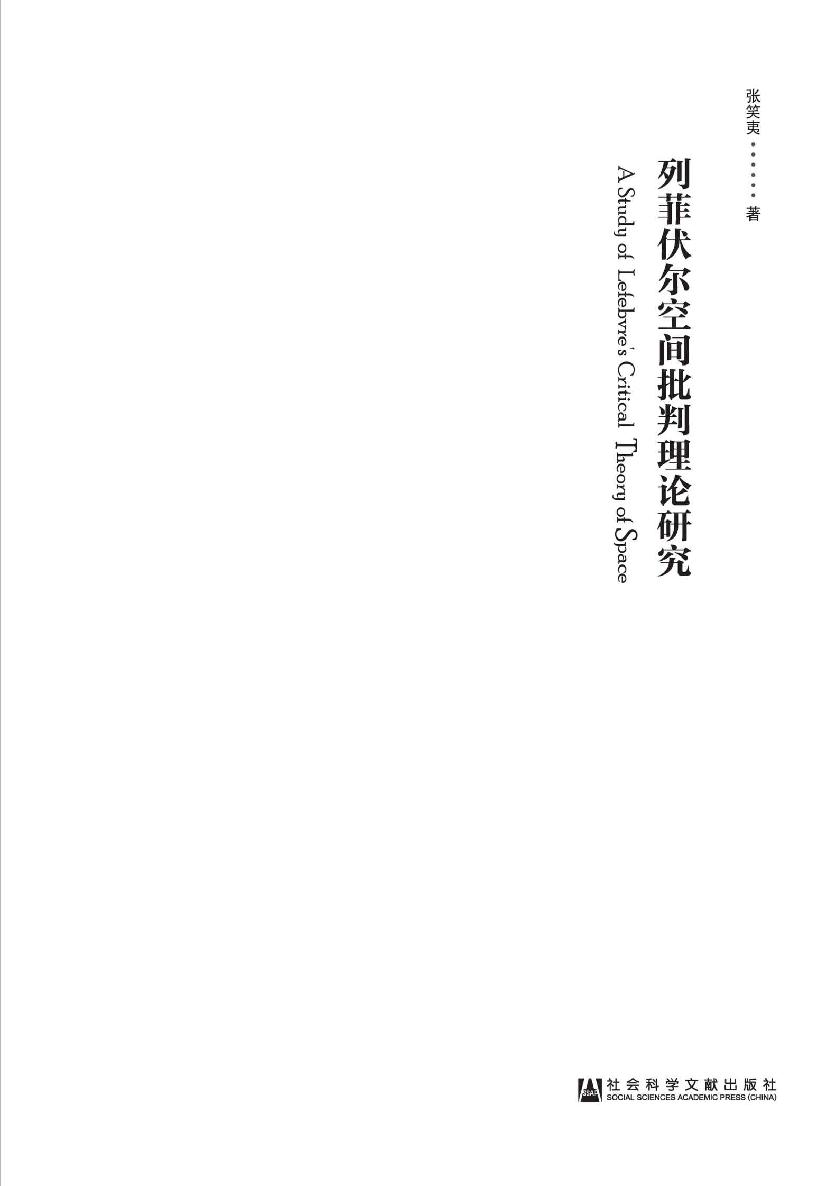 张笑夷······著
列菲伏尔空间批判理论研究
A Study of Lefebvre's Critical Theory of Space
SSAP
社会科学文献出版社
SOCIAL SCIENCES ACADEMIC PRESS (CHINA)